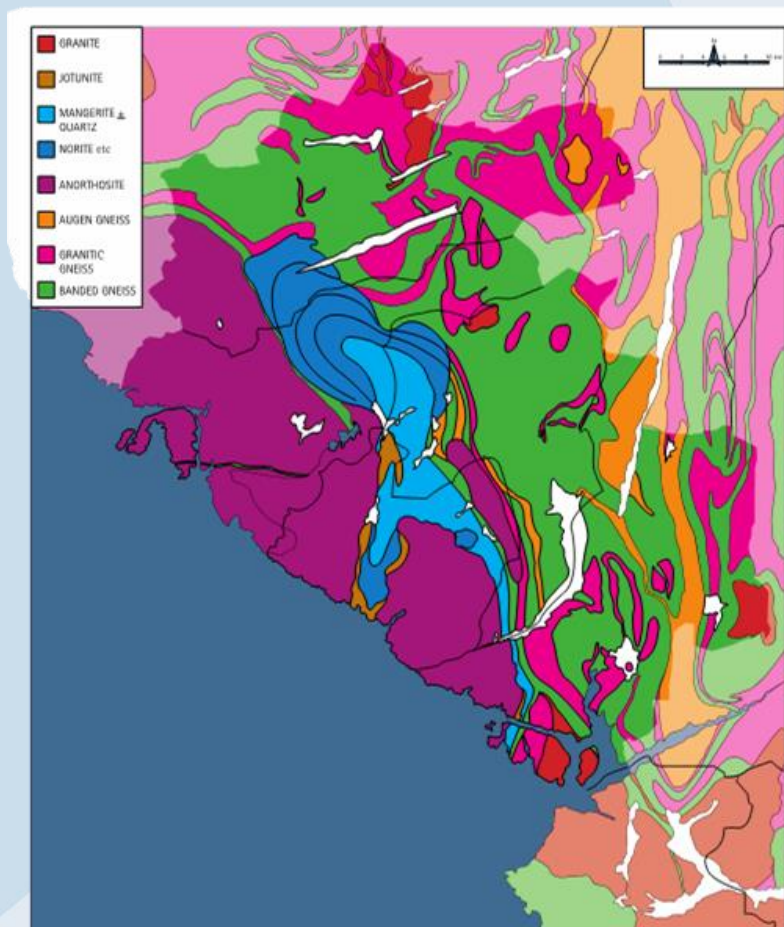 GRANITE
JOTUNITE
MANGERITE ±
QUARTZ
NORITE etc
ANORTHOSITE
AUGEN GNEISS
GRANITIC
GNEISS
BANDED GNEISS